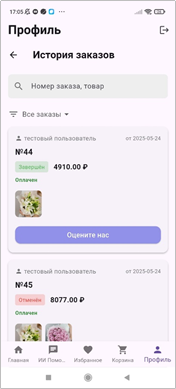 17:05
Профиль
История заказов
Номер заказа, товар
Все заказы
тестовый пользователь от 2025-05-24
№44
Завершён 4910.00 ₽
Оплачен
Оцените нас
тестовый пользователь от 2025-05-24
№45
Отменён 8077.00 ₽
Оплачен
Главная ИИ Помо... Избранное Корзина Профиль